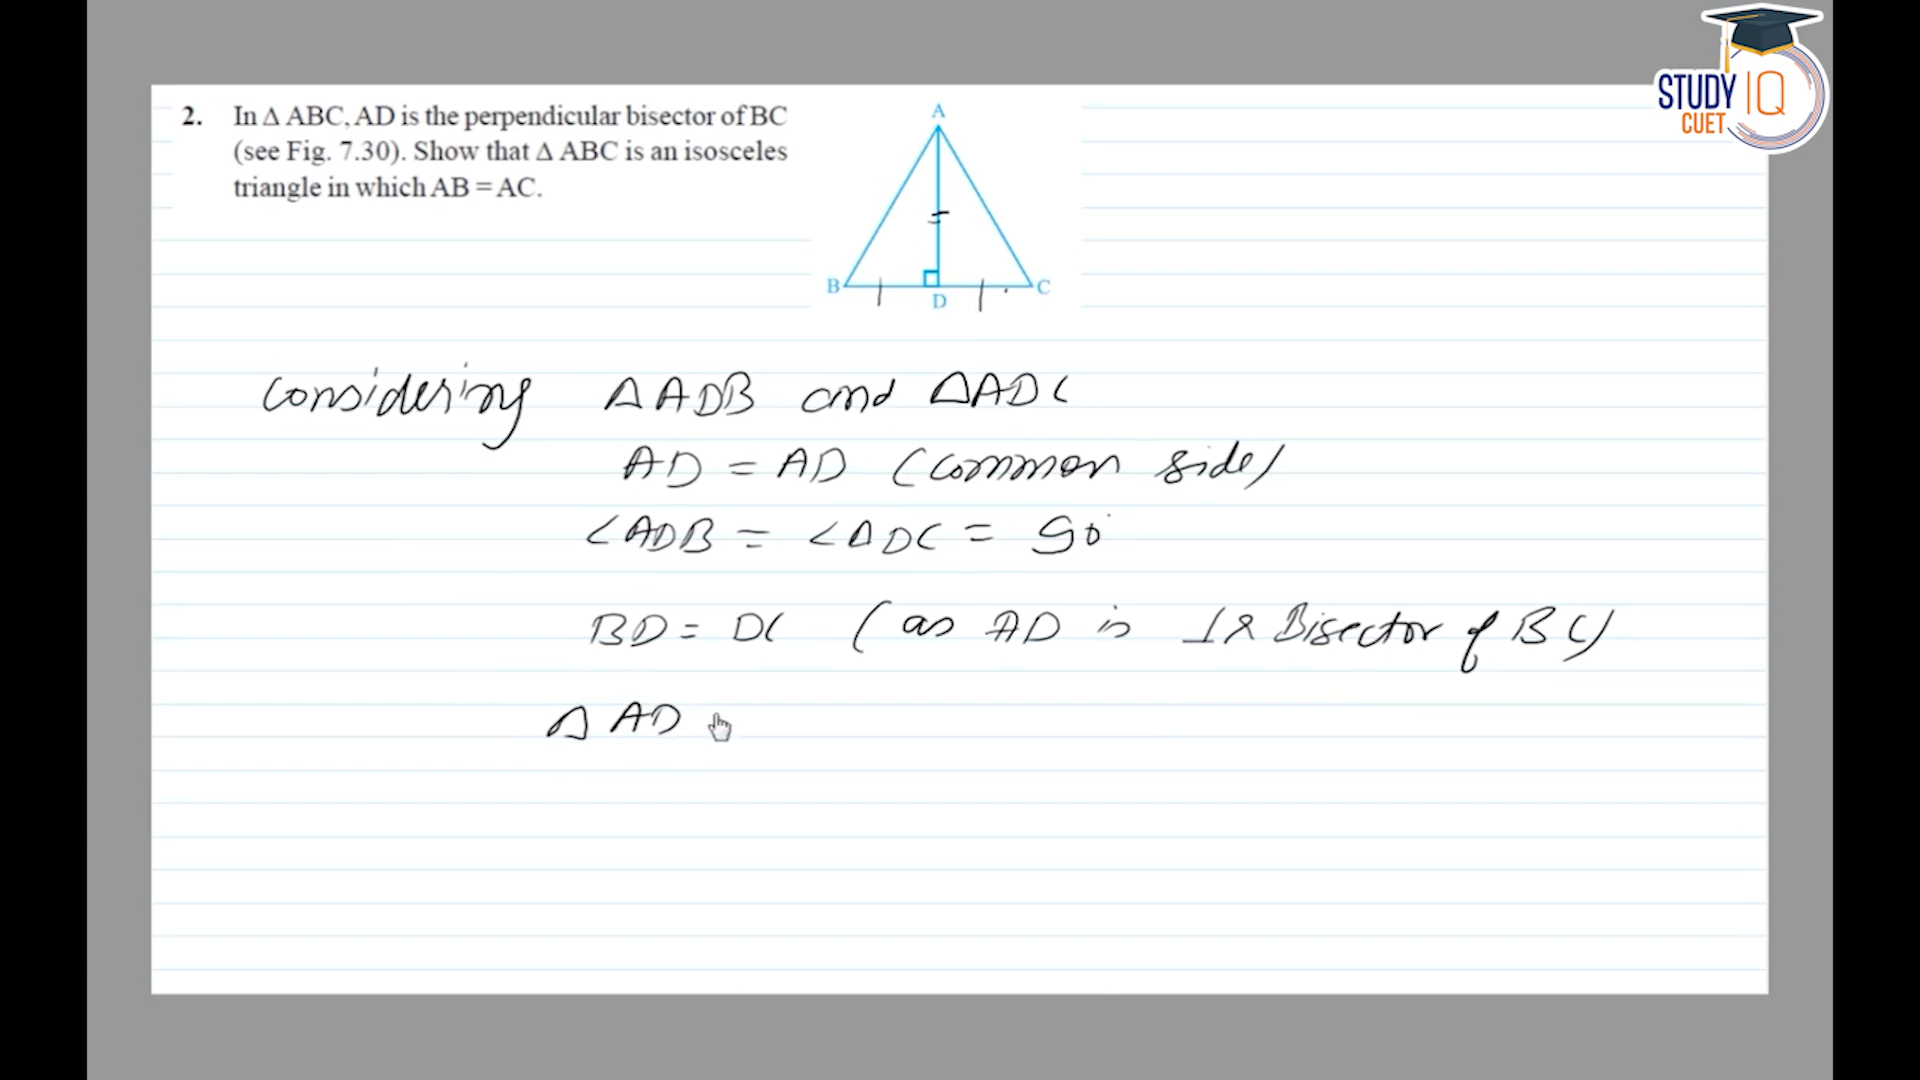 STUDY IQ
CUET
2. In Δ ABC, AD is the perpendicular bisector of BC
(see Fig. 7.30). Show that Δ ABC is an isosceles
triangle in which AB = AC.
A
B
D
C
Considering ΔADB and ΔADC
AD = AD (common side)
∠ADB = ∠ADC = 90°
BD = DC (as AD is ⊥r Bisector of BC)
Δ AD